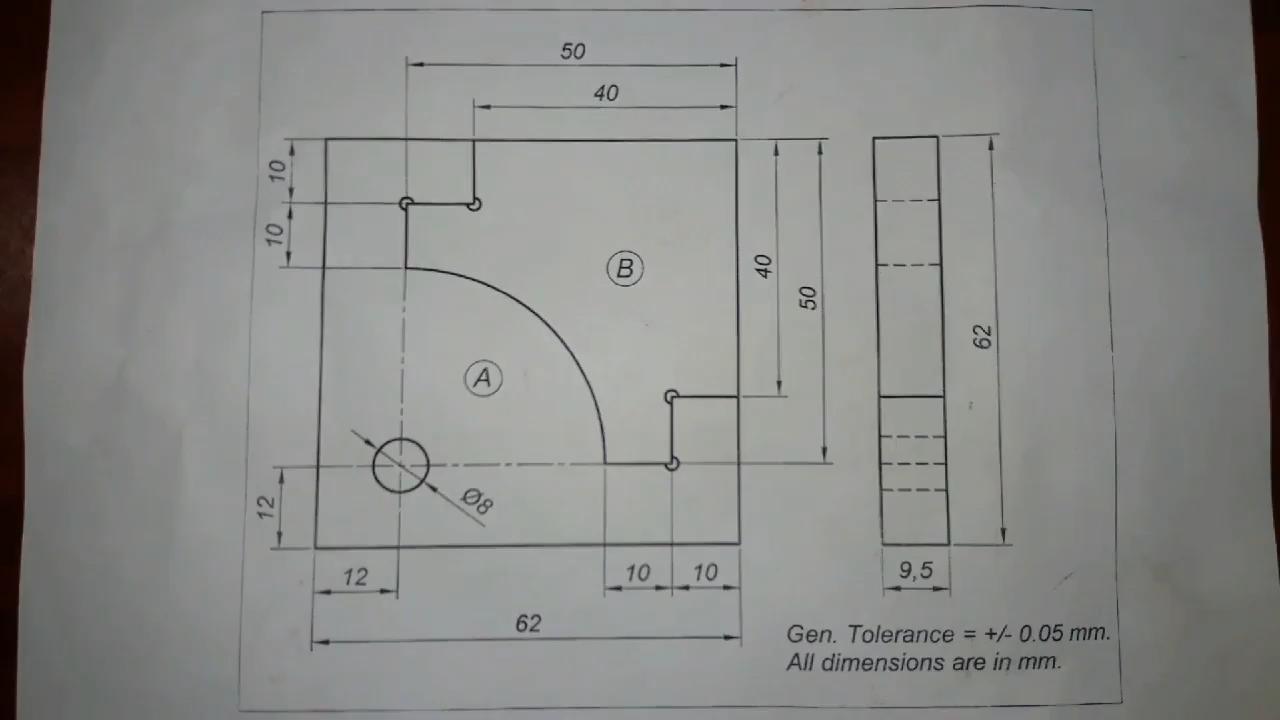 50
40
10
10
B
40
50
62
A
12
Ø8
12
10
10
9,5
62
Gen. Tolerance = +/- 0.05 mm.
All dimensions are in mm.